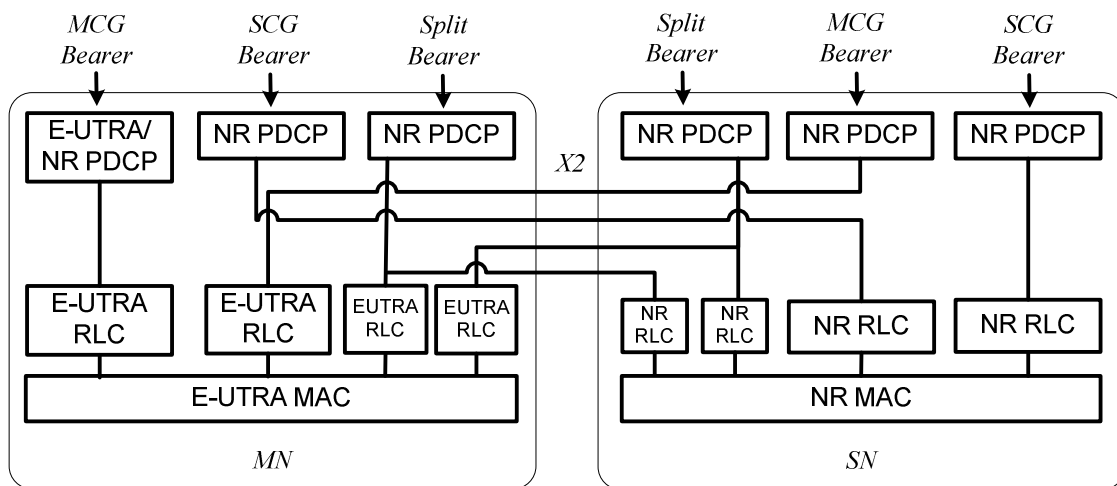 MCG
Bearer
SCG
Bearer
Split
Bearer
Split
Bearer
MCG
Bearer
SCG
Bearer
E-UTRA/
NR PDCP
NR PDCP
NR PDCP
X2
NR PDCP
NR PDCP
NR PDCP
E-UTRA
RLC
E-UTRA
RLC
EUTRA
RLC
EUTRA
RLC
NR
RLC
NR
RLC
NR RLC
NR RLC
E-UTRA MAC
NR MAC
MN
SN